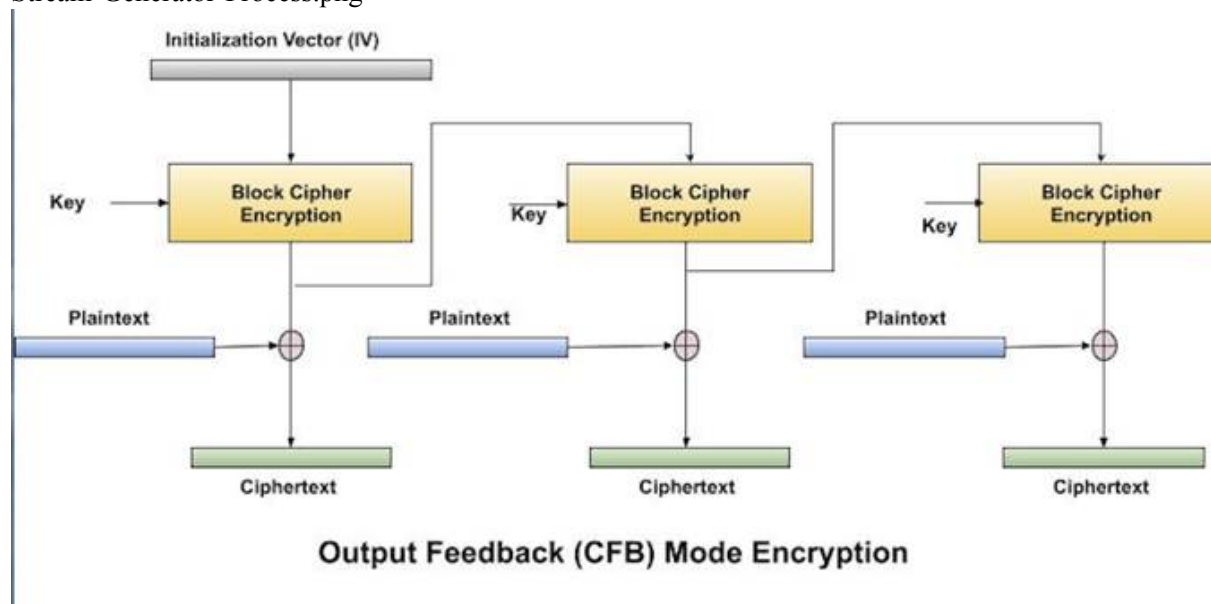 Stream Generator Process.png
Initialization Vector (IV)
Block Cipher
Encryption
Block Cipher
Encryption
Block Cipher
Encryption
Key
Key
Key
Plaintext
Plaintext
Plaintext
Ciphertext
Ciphertext
Ciphertext
Output Feedback (CFB) Mode Encryption